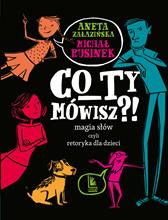 ANETA
ZAŁAZIŃSKA
MICHAŁ
RUSINEK
CO TY
MÓWISZ?!
magia słów
czyli
retoryka dla dzieci